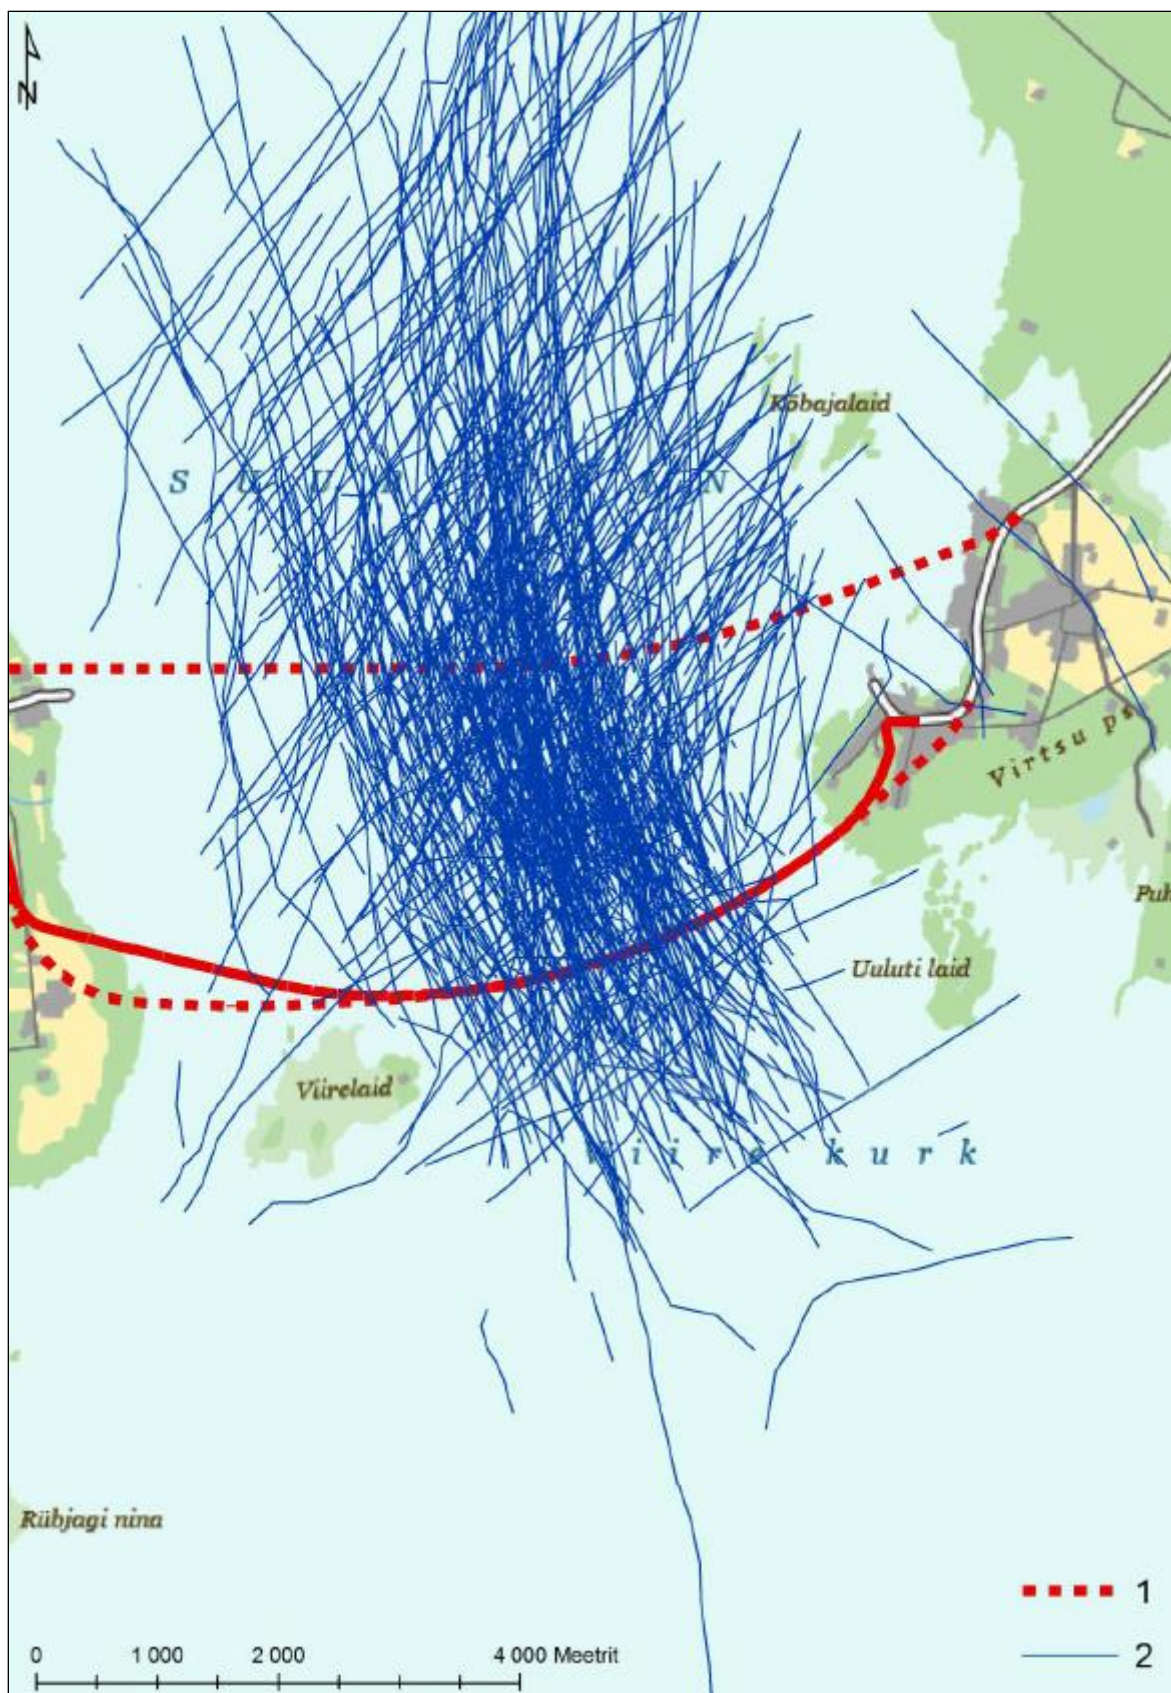 N
Kõbajalaid
S U U R N
Virtsu ps
Puh
Uuluti laid
Viirelaid
Viire kurk
Rübjagi nina
1
2
0 1 000 2 000 4 000 Meetrit